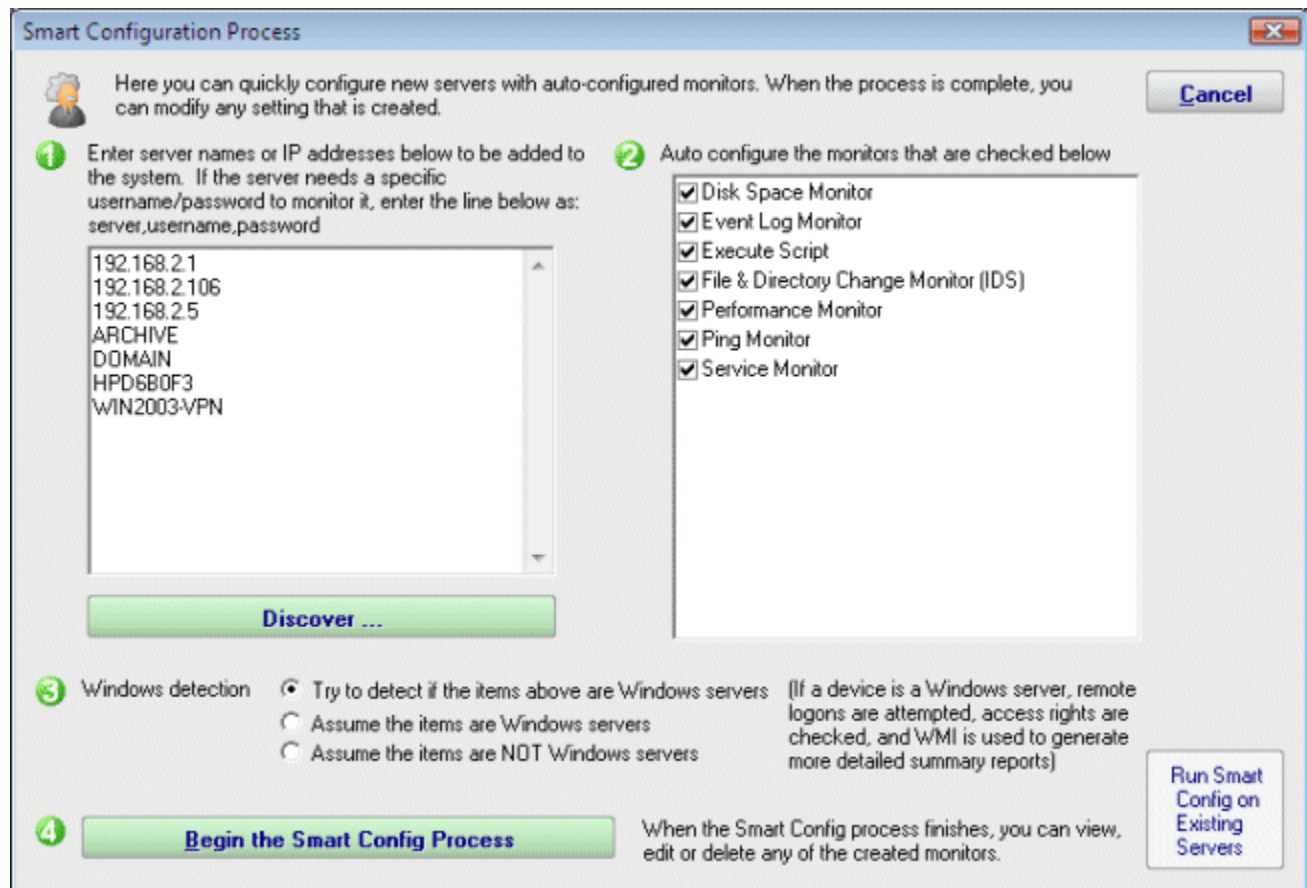 Smart Configuration Process
Here you can quickly configure new servers with auto-configured monitors. When the process is complete, you
can modify any setting that is created.
Cancel
1
Enter server names or IP addresses below to be added to
the system. If the server needs a specific
username/password to monitor it, enter the line below as:
server,username,password
192.168.2.1
192.168.2.106
192.168.2.5
ARCHIVE
DOMAIN
HPD6B0F3
WIN2003-VPN
Discover ...
2
Auto configure the monitors that are checked below
Disk Space Monitor
Event Log Monitor
Execute Script
File & Directory Change Monitor (IDS)
Performance Monitor
Ping Monitor
Service Monitor
3
Windows detection
Try to detect if the items above are Windows servers
Assume the items are Windows servers
Assume the items are NOT Windows servers
(If a device is a Windows server, remote
logons are attempted, access rights are
checked, and WMI is used to generate
more detailed summary reports)
4
Begin the Smart Config Process
When the Smart Config process finishes, you can view,
edit or delete any of the created monitors.
Run Smart
Config on
Existing
Servers